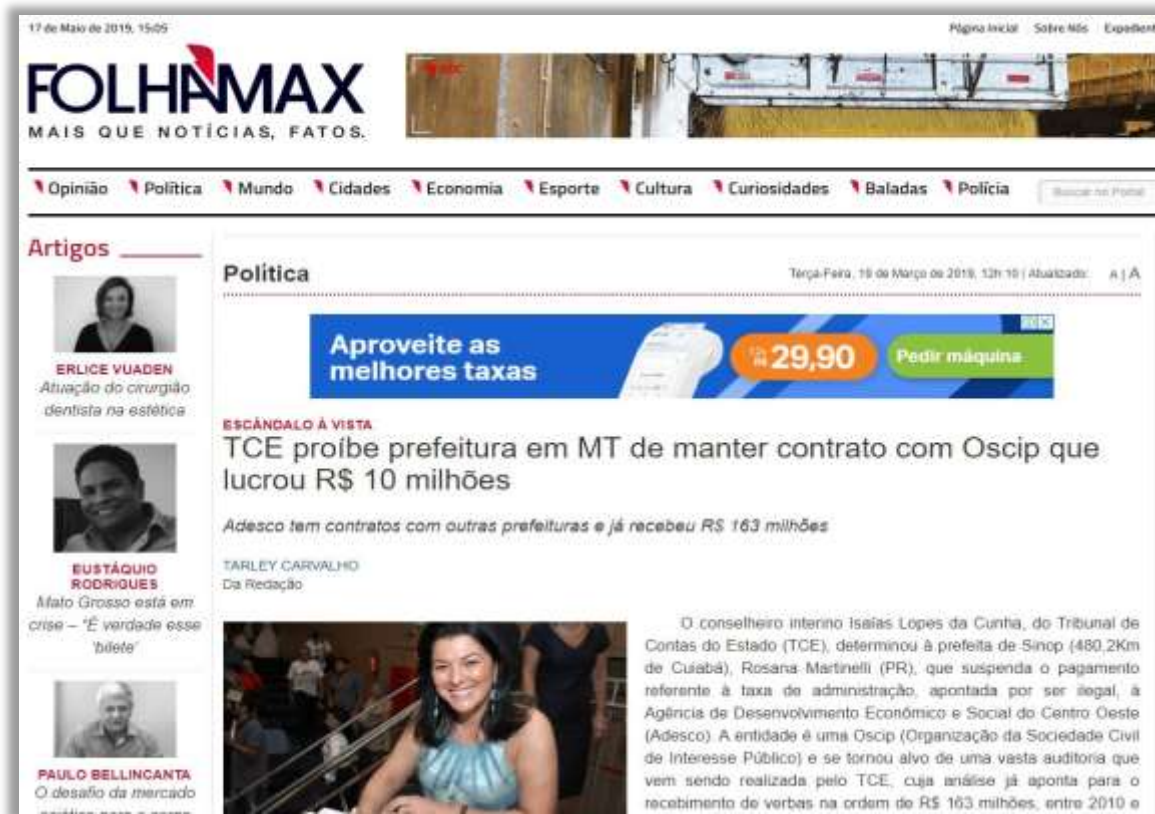 17 de Maio de 2019, 15:05
Página Inicial Sobre Nós Expedient
FOLHAMAX
MAIS QUE NOTÍCIAS, FATOS.
Opinião Política Mundo Cidades Economia Esporte Cultura Curiosidades Baladas Polícia
Buscar no Portal
Artigos
ERLICE VUADEN
Atuação do cirurgião
dentista na estética
EUSTÁQUIO
RODRIGUES
Mato Grosso está em
crise – "É verdade esse
'bilete'
PAULO BELLINCANTA
O desafio da mercado
Política
Terça-Feira, 19 de Março de 2019, 12h 10 | Atualizado: A | A
Aproveite as
melhores taxas
12x R$ 29,90
Pedir máquina
ESCÂNDALO À VISTA
TCE proíbe prefeitura em MT de manter contrato com Oscip que
lucrou R$ 10 milhões
Adesco tem contratos com outras prefeituras e já recebeu R$ 163 milhões
TARLEY CARVALHO
Da Redação
O conselheiro interino Isaías Lopes da Cunha, do Tribunal de
Contas do Estado (TCE), determinou à prefeita de Sinop (480,2Km
de Cuiabá), Rosana Martinelli (PR), que suspenda o pagamento
referente à taxa de administração, apontada por ser ilegal, à
Agência de Desenvolvimento Econômico e Social do Centro Oeste
(Adesco). A entidade é uma Oscip (Organização da Sociedade Civil
de Interesse Público) e se tornou alvo de uma vasta auditoria que
vem sendo realizada pelo TCE, cuja análise já aponta para o
recebimento de verbas na ordem de R$ 163 milhões, entre 2010 e